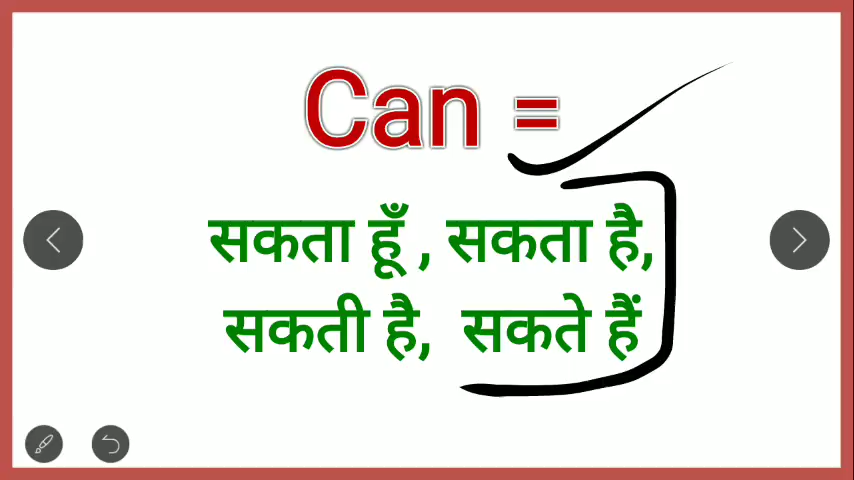 Can =
सकता हूँ , सकता है,
सकती है, सकते हैं